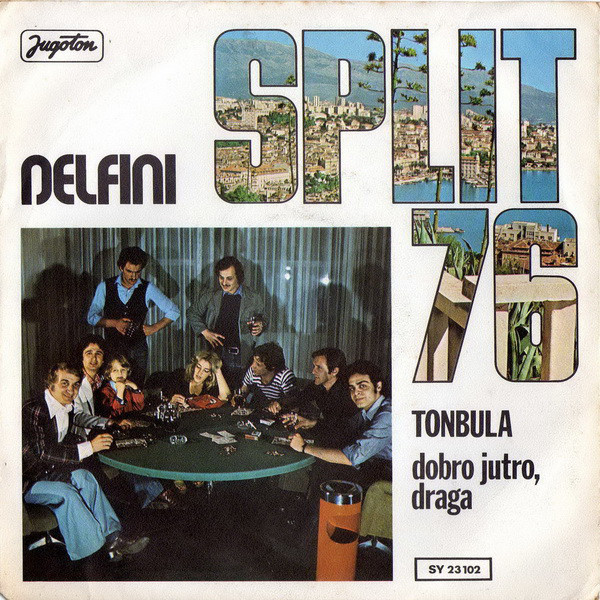 Jugoton
SPLIT
DELFINI
76
TONBULA
dobro jutro,
draga
SY 23102